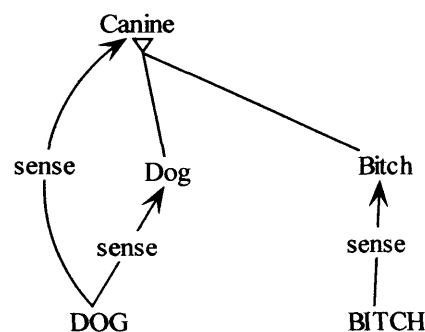 Canine
sense
Dog
Bitch
sense
sense
DOG
BITCH